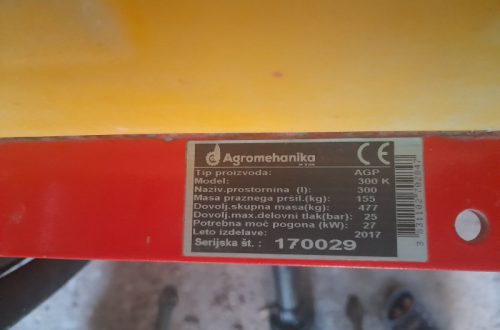 Agromehanika CE
Tip proizvoda: AGP
Model: 300 K
Naziv.prostornina (l): 300
Masa praznega pršil.(kg): 155
Dovolj.skupna masa(kg): 477
Dovolj.max.delovni tlak(bar): 25
Potrebna moč pogona (kW): 27
Leto izdelave: 2017
Serijska št. : 170029